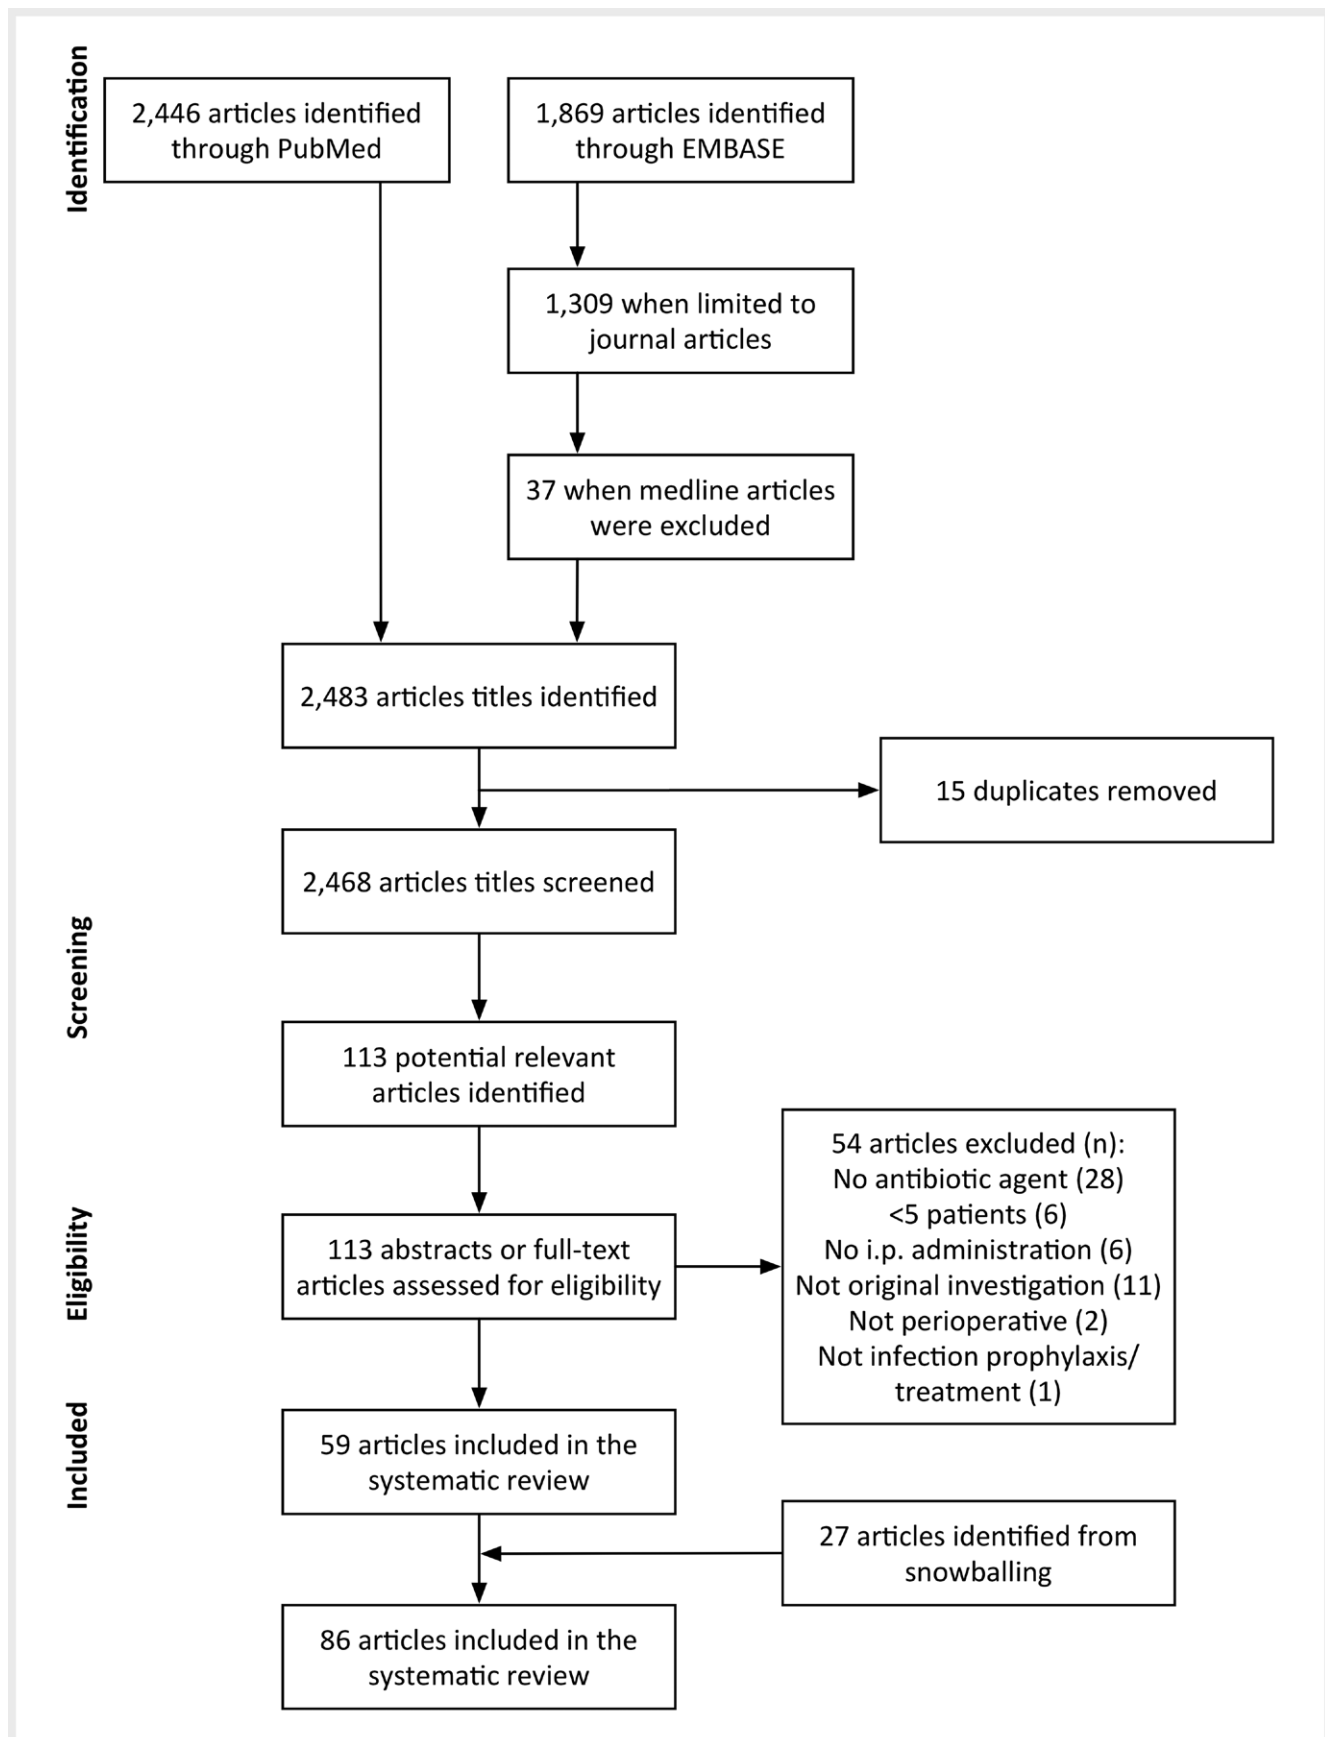 Identification
2,446 articles identified
through PubMed
1,869 articles identified
through EMBASE
1,309 when limited to
journal articles
37 when medline articles
were excluded
2,483 articles titles identified
15 duplicates removed
2,468 articles titles screened
Screening
113 potential relevant
articles identified
Eligibility
113 abstracts or full-text
articles assessed for eligibility
54 articles excluded (n):
No antibiotic agent (28)
<5 patients (6)
No i.p. administration (6)
Not original investigation (11)
Not perioperative (2)
Not infection prophylaxis/
treatment (1)
Included
59 articles included in the
systematic review
27 articles identified from
snowballing
86 articles included in the
systematic review